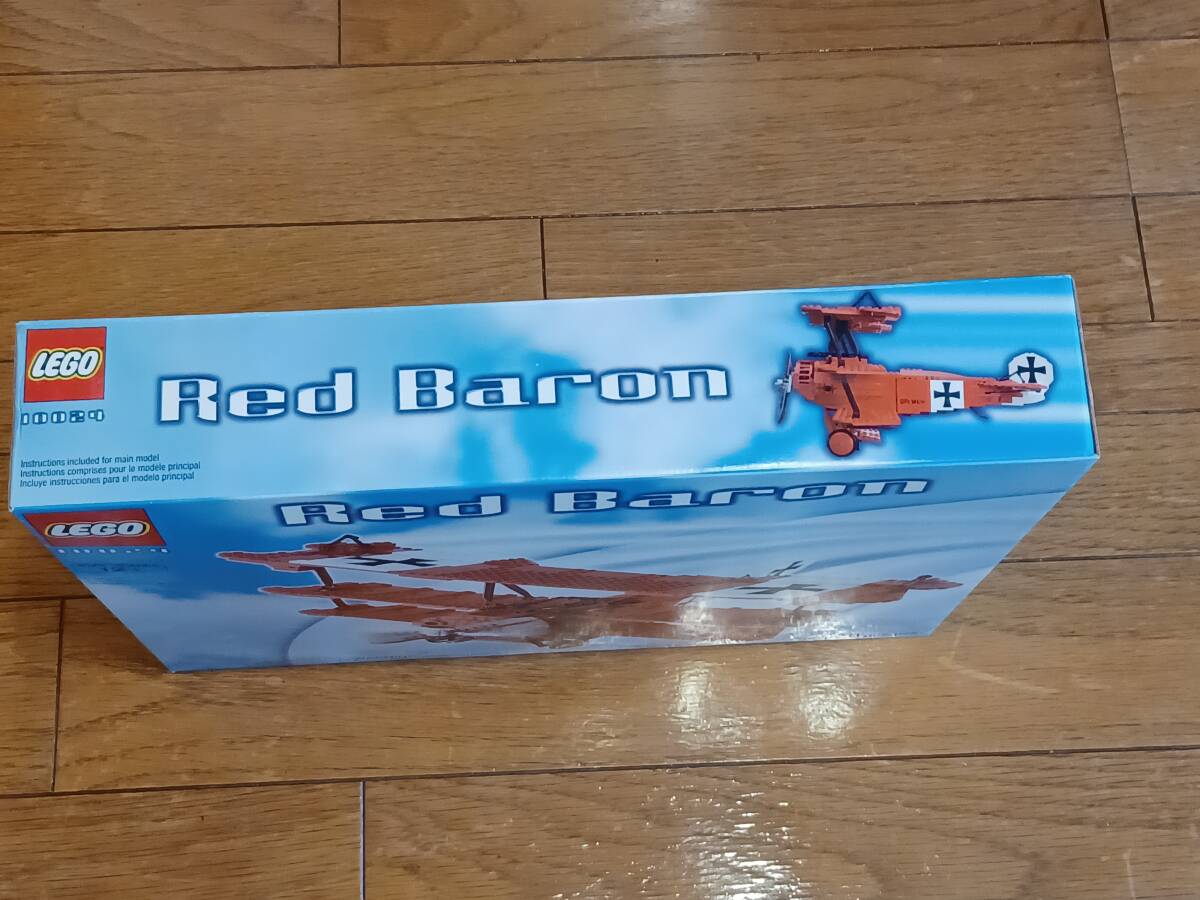 LEGO
10024
Red Baron
Instructions included for main model
Instructions comprises pour le modèle principal
Incluye instrucciones para el modelo principal
LEGO
10024
Red Baron